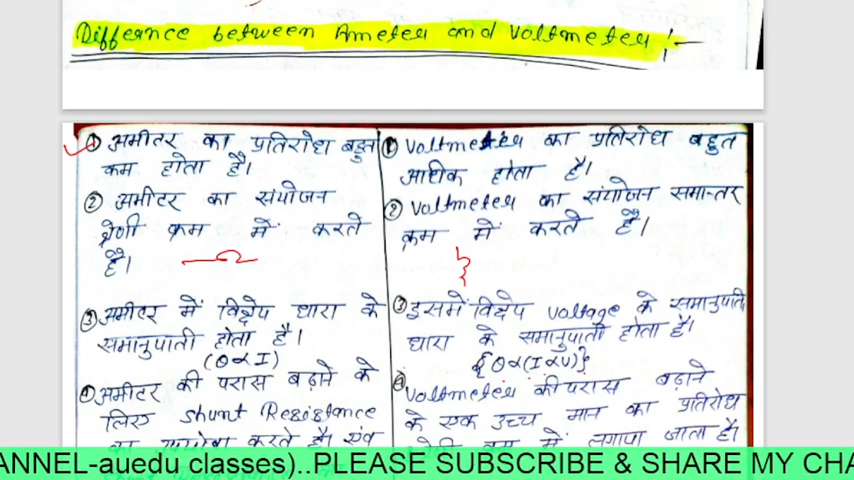 Difference between Ameter and Voltmeter :-
① अमीटर का प्रतिरोध बहुत
कम होता है।
② अमीटर का संयोजन
श्रेणी क्रम में करते
है।
③ अमीटर में विक्षेप धारा के
समानुपाती होता है।
(Θ∝I)
④ अमीटर की परास बढ़ाने के
लिए Shunt Resistance
का करते है। एंव
① Voltmeter का प्रतिरोध बहुत
अधिक होता है।
② Voltmeter का संयोजन समान्तर
क्रम में करते है।
③ इसमें विक्षेप Voltage के समानुपाती
धारा के समानुपाती होता है।
{Θ∝(I∝V)}
④ Voltmeter की परास बढ़ाने
के एक उच्च मान का प्रतिरोध
श्रेणी क्रम में लगाया जाता है।
ANNEL-auedu classes)..PLEASE SUBSCRIBE & SHARE MY CHA